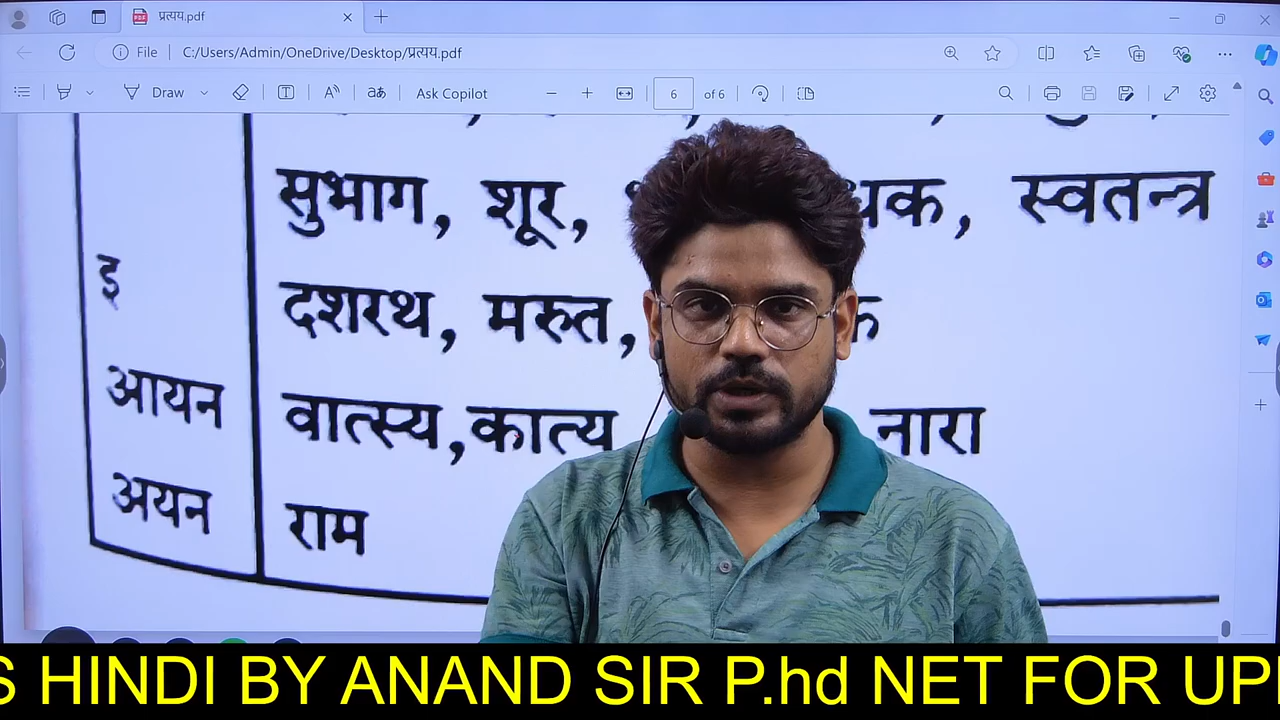 प्रत्यय.pdf
File C:/Users/Admin/OneDrive/Desktop/प्रत्यय.pdf
Draw Ask Copilot 6 of 6
सुभाग, शूर, स्वतन्त्र
इ
दशरथ, मरुत,
आयन वात्स्य,कात्य नारा
अयन राम
HINDI BY ANAND SIR P.hd NET FOR